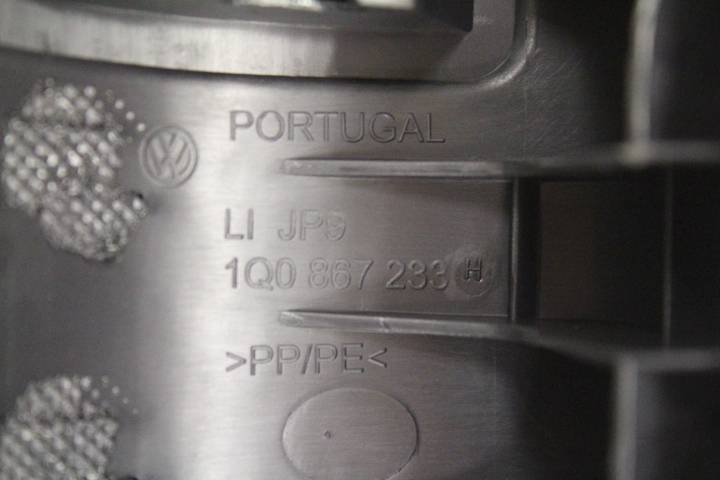 PORTUGAL
LI JP9
1Q0 867 233 H
>PP/PE<